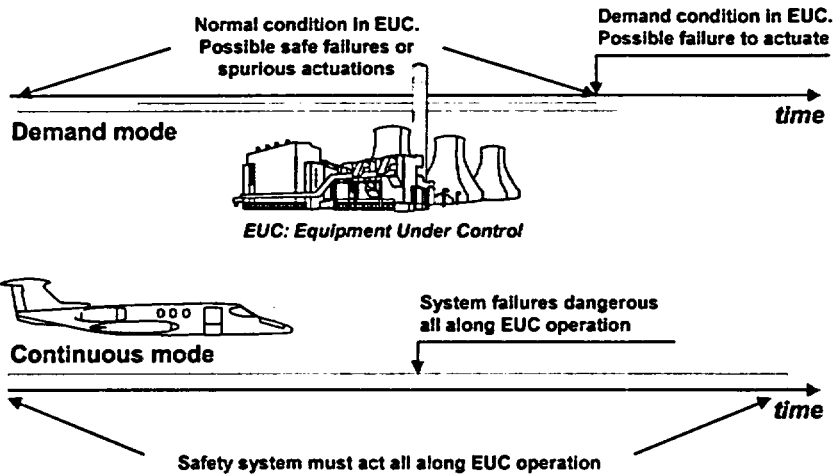 Normal condition in EUC.
Possible safe failures or
spurious actuations
Demand condition in EUC.
Possible failure to actuate
time
Demand mode
EUC: Equipment Under Control
System failures dangerous
all along EUC operation
Continuous mode
time
Safety system must act all along EUC operation